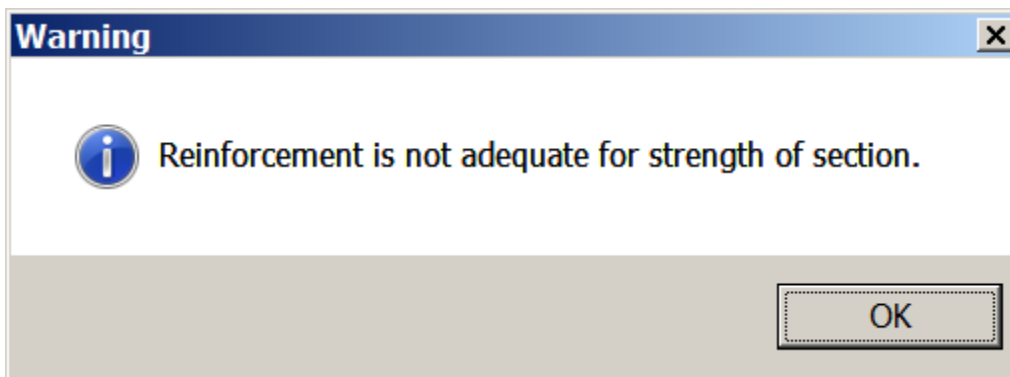 Warning
Reinforcement is not adequate for strength of section.
OK